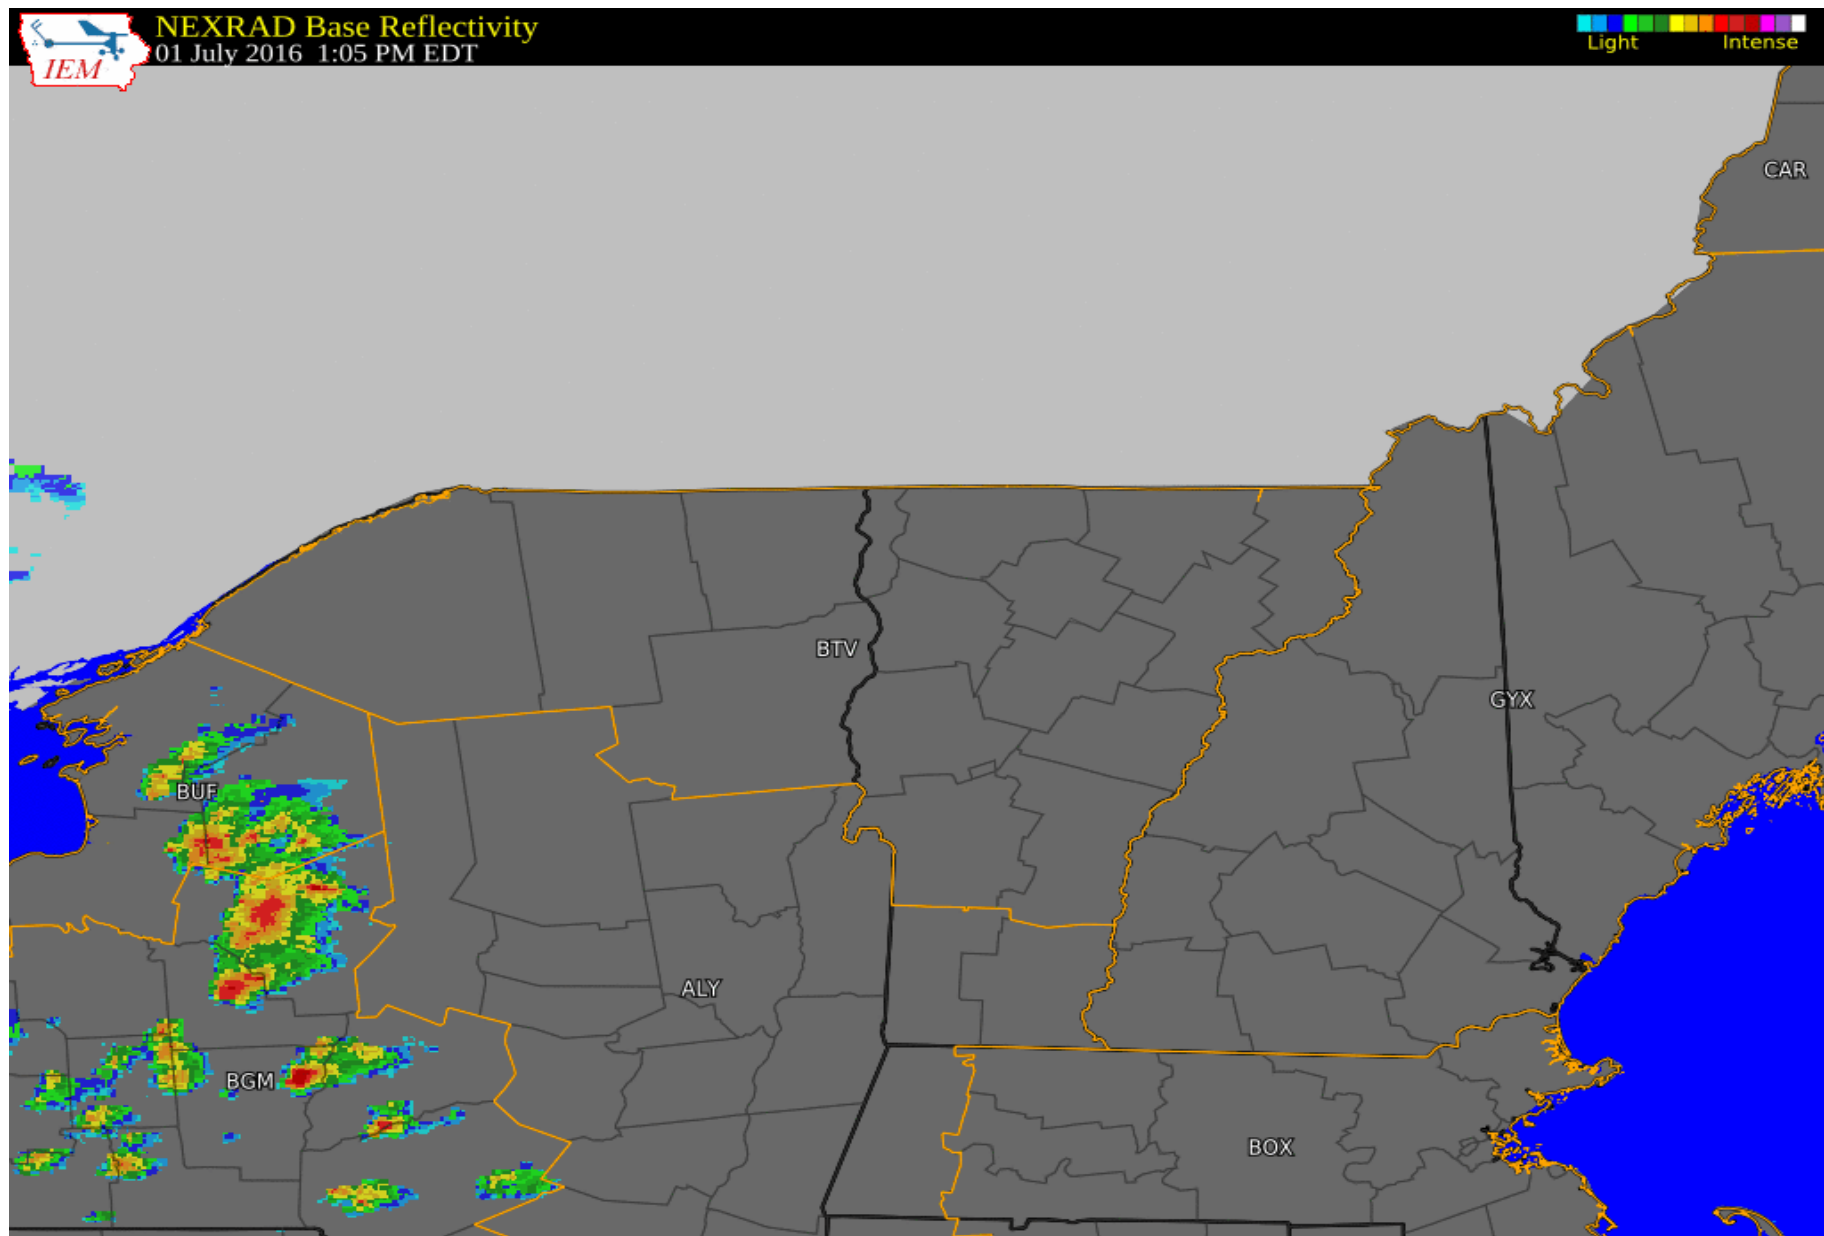 NEXRAD Base Reflectivity
01 July 2016  1:05 PM EDT
IEM
Light
Intense
CAR
BTV
GYX
BUF
ALY
BGM
BOX